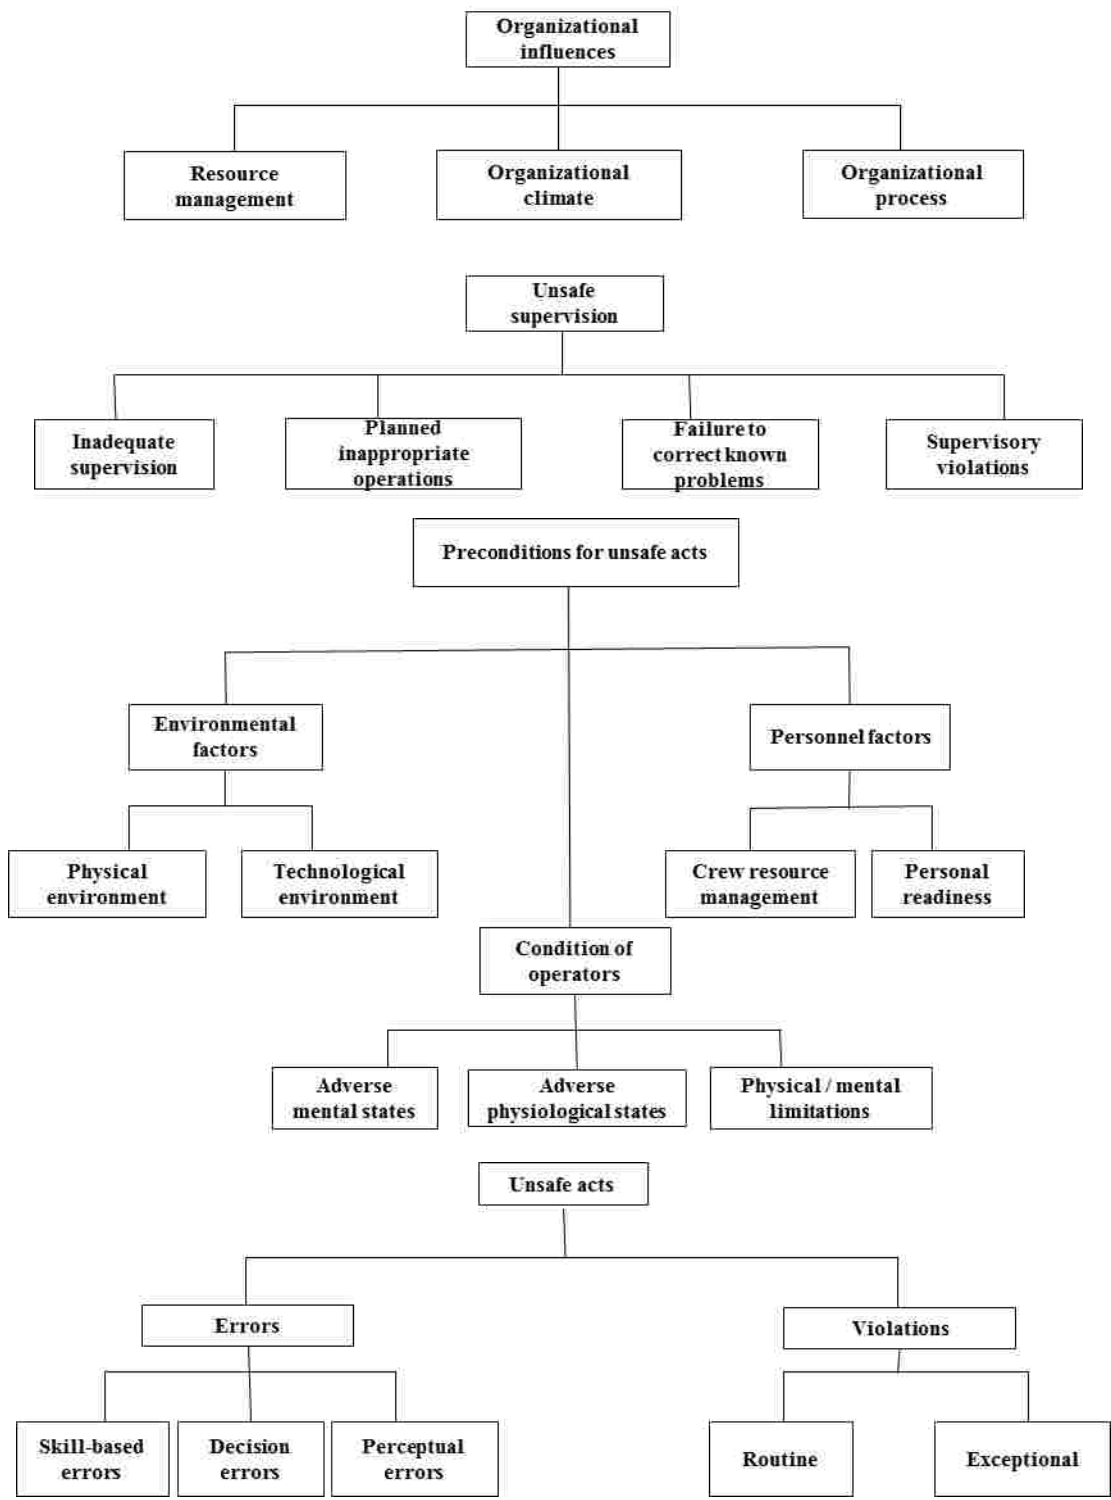 Organizational
influences
Resource
management
Organizational
climate
Organizational
process
Unsafe
supervision
Inadequate
supervision
Planned
inappropriate
operations
Failure to
correct known
problems
Supervisory
violations
Preconditions for unsafe acts
Environmental
factors
Personnel factors
Physical
environment
Technological
environment
Crew resource
management
Personal
readiness
Condition of
operators
Adverse
mental states
Adverse
physiological states
Physical / mental
limitations
Unsafe acts
Errors
Violations
Skill-based
errors
Decision
errors
Perceptual
errors
Routine
Exceptional